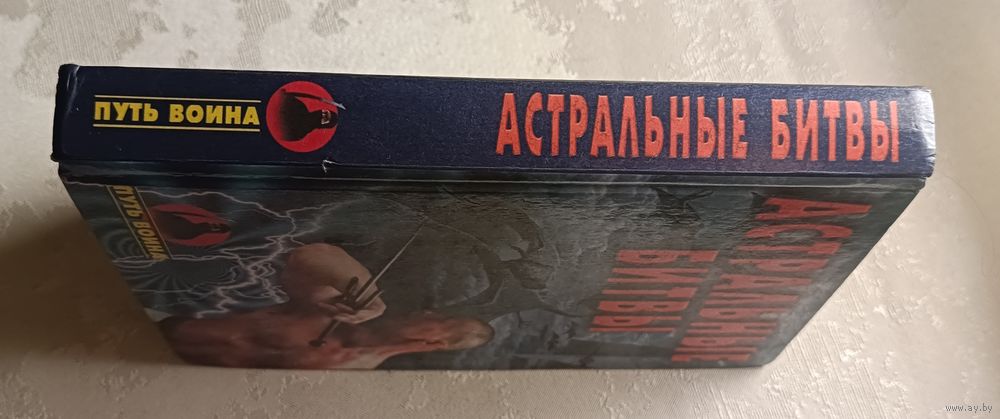 ПУТЬ ВОИНА
АСТРАЛЬНЫЕ БИТВЫ
ПУТЬ ВОИНА
АСТРАЛЬНЫЕ
БИТВЫ
www.ay.by